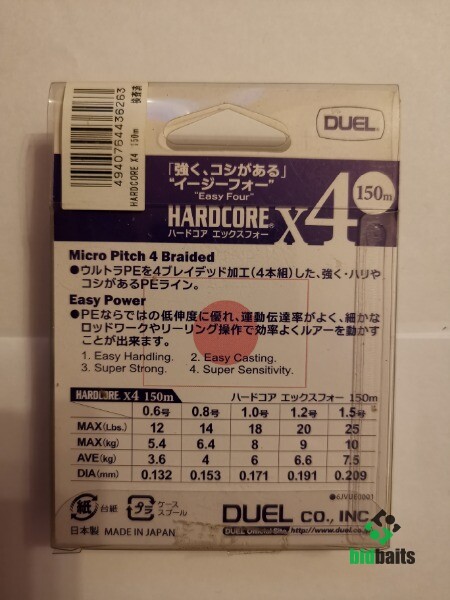 4940764436263
HARDCORE X4 150m
DUEL®
「強く、コシがある」
"イージーフォー"
"Easy Four"
HARDCORE® X4 150m
ハードコア エックスフォー
Micro Pitch 4 Braided
●ウルトラPEを4ブレイデッド加工(4本組)した、強く・ハリや
コシがあるPEライン。
Easy Power
●PEならではの低伸度に優れ、運動伝達率がよく、細かな
ロッドワークやリーリング操作で効率よくルアーを動かす
ことが出来ます。
1. Easy Handling. 2. Easy Casting.
3. Super Strong. 4. Super Sensitivity.
HARDCORE X4 150m ハードコア エックスフォー 150m
0.6号 0.8号 1.0号 1.2号 1.5号
MAX(Lbs.) 12 14 18 20 25
MAX(kg) 5.4 6.4 8 9 10
AVE(kg) 3.6 4 6 6.6 7.5
DIA(mm) 0.132 0.153 0.171 0.191 0.209
紙 台紙 プラ ケース
スプール
DUEL CO., INC.
日本製 MADE IN JAPAN
DUEL Official Site http://www.duel.co.
bigbaits